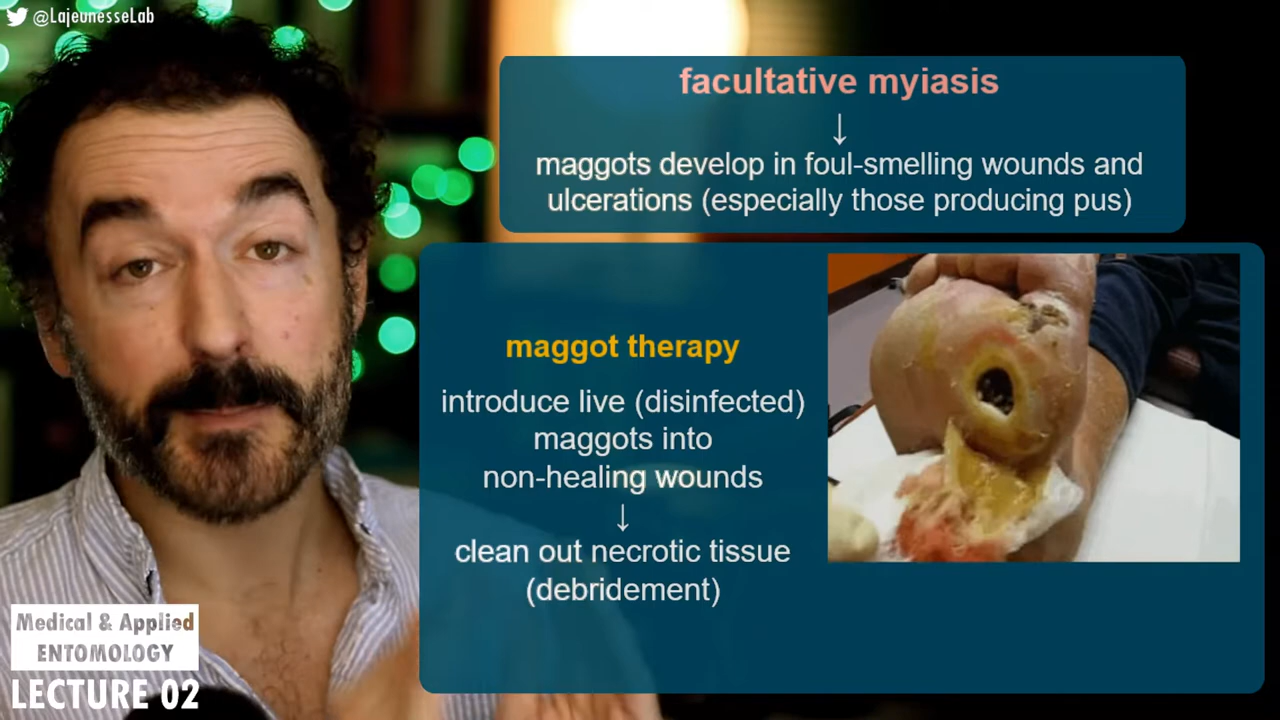 @LajeunesseLab
facultative myiasis
↓
maggots develop in foul-smelling wounds and
ulcerations (especially those producing pus)
maggot therapy
introduce live (disinfected)
maggots into
non-healing wounds
↓
clean out necrotic tissue
(debridement)
Medical & Applied
ENTOMOLOGY
LECTURE 02